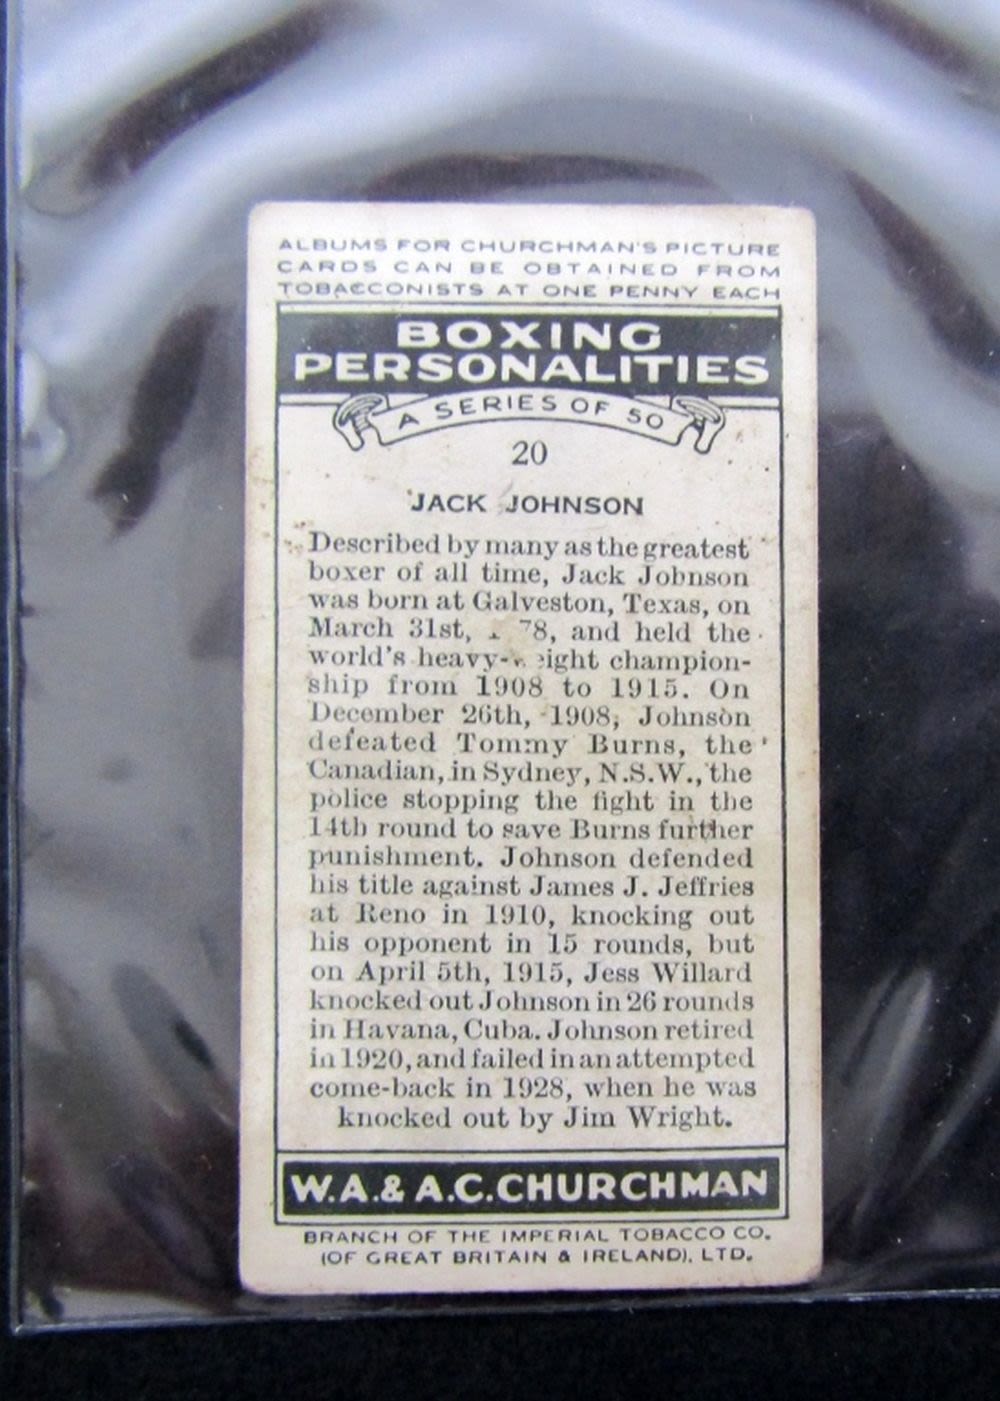 ALBUMS FOR CHURCHMAN'S PICTURE
CARDS CAN BE OBTAINED FROM
TOBACCONISTS AT ONE PENNY EACH
BOXING
PERSONALITIES
A SERIES OF 50
20
JACK JOHNSON
Described by many as the greatest
boxer of all time, Jack Johnson
was born at Galveston, Texas, on
March 31st, 78, and held the
world's heavy-weight champion-
ship from 1908 to 1915. On
December 26th, 1908, Johnson
defeated Tommy Burns, the
Canadian, in Sydney, N.S.W., the
police stopping the fight in the
14th round to save Burns further
punishment. Johnson defended
his title against James J. Jeffries
at Reno in 1910, knocking out
his opponent in 15 rounds, but
on April 5th, 1915, Jess Willard
knocked out Johnson in 26 rounds
in Havana, Cuba. Johnson retired
in 1920, and failed in an attempted
come-back in 1928, when he was
knocked out by Jim Wright.
W.A. & A.C. CHURCHMAN
BRANCH OF THE IMPERIAL TOBACCO CO.
(OF GREAT BRITAIN & IRELAND), LTD.